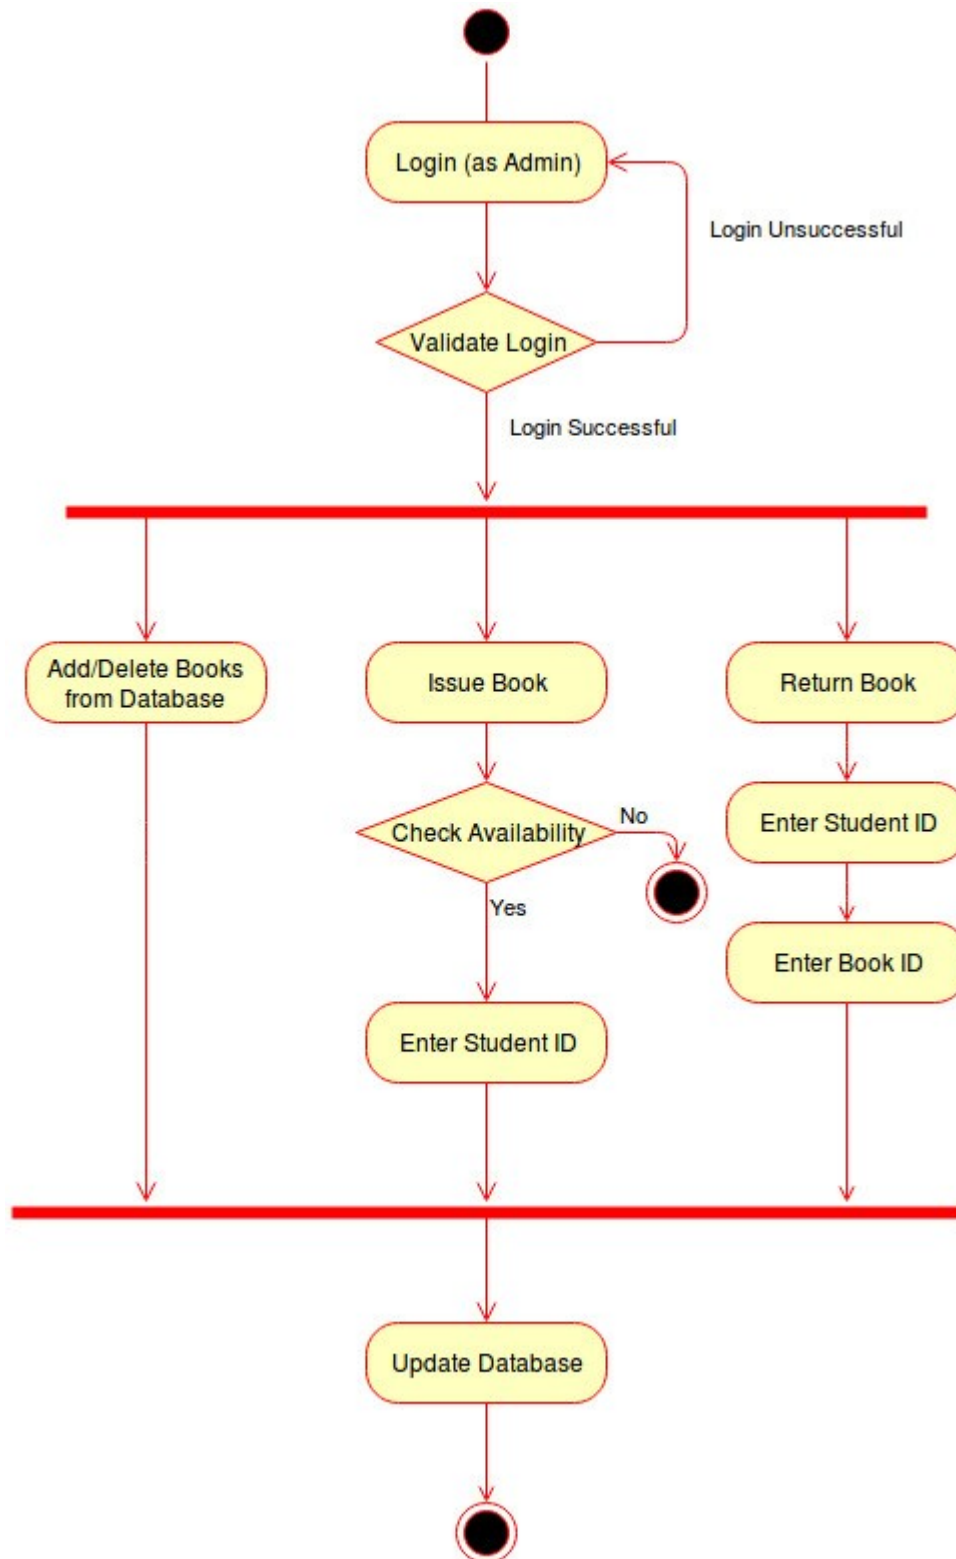 Login (as Admin)
Login Unsuccessful
Validate Login
Login Successful
Add/Delete Books
from Database
Issue Book
Return Book
Check Availability
No
Enter Student ID
Yes
Enter Book ID
Enter Student ID
Update Database